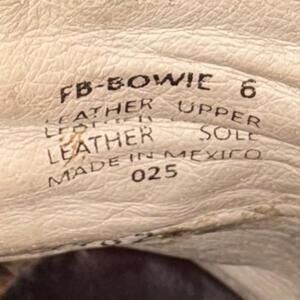 FB-BOWIE 6
LEATHER UPPER
LEATHER SOLE
MADE IN MEXICO
025